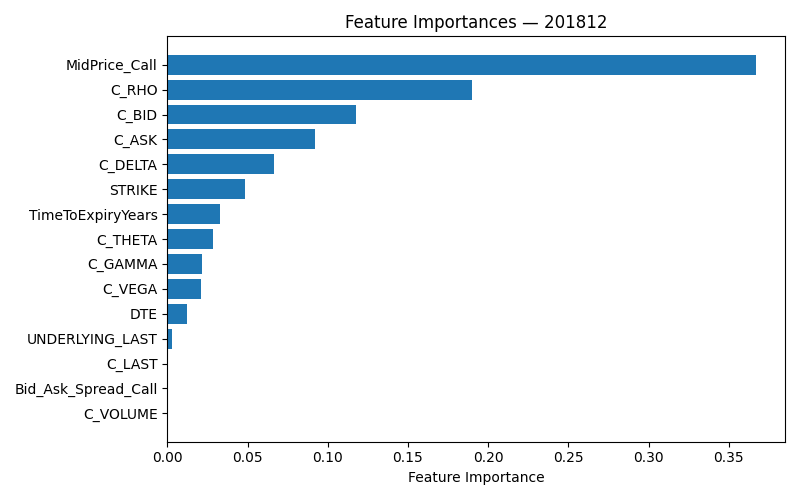 Feature Importances — 201812
MidPrice_Call
C_RHO
C_BID
C_ASK
C_DELTA
STRIKE
TimeToExpiryYears
C_THETA
C_GAMMA
C_VEGA
DTE
UNDERLYING_LAST
C_LAST
Bid_Ask_Spread_Call
C_VOLUME
0.00 0.05 0.10 0.15 0.20 0.25 0.30 0.35
Feature Importance